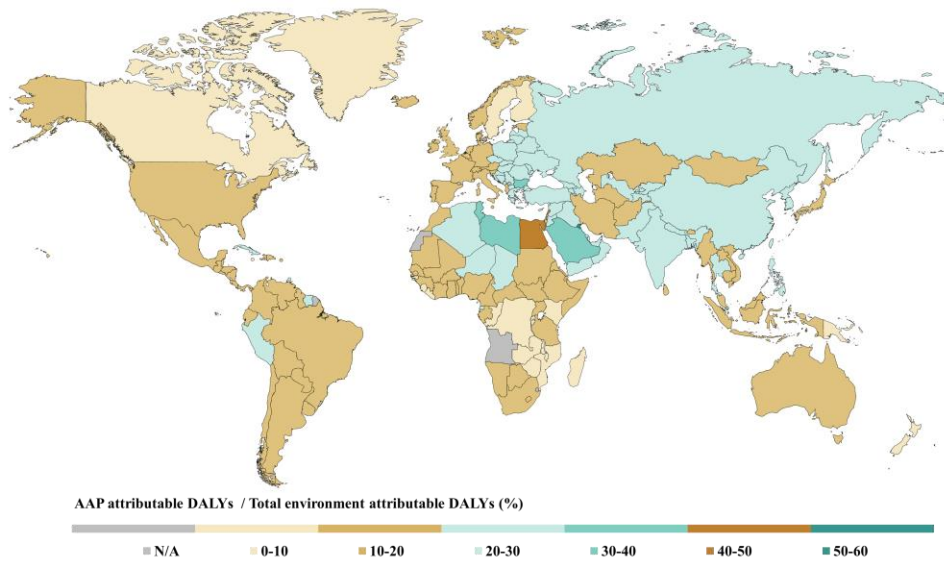 AAP attributable DALYs / Total environment attributable DALYs (%)
N/A 0-10 10-20 20-30 30-40 40-50 50-60